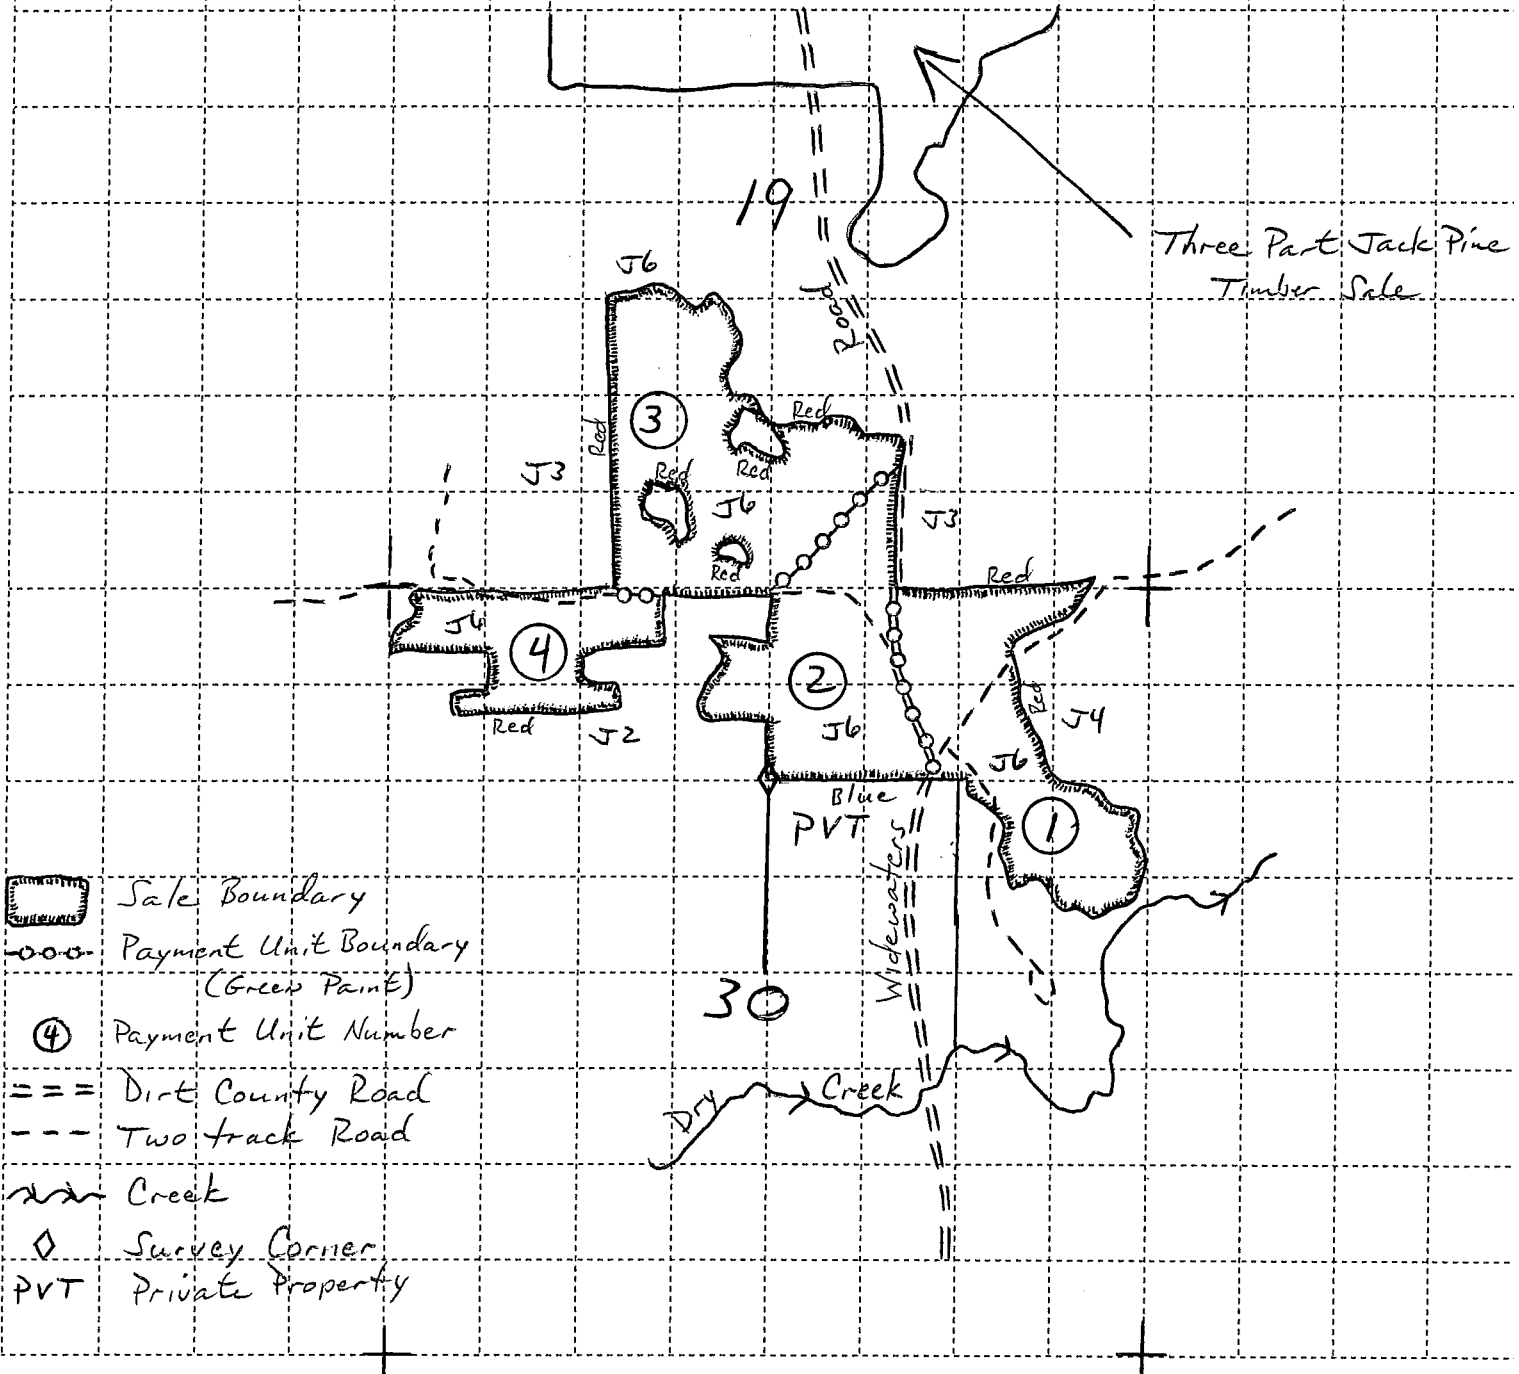 19
Three Part Jack Pine
Timber Sale
J6
Road
Red
3
Red
J3
Red
Red
J6
J3
Red
Red
J4
4
2
Red
J4
Red
J2
J6
J6
Blue
PVT
1
Widewaters
30
Dry Creek
Sale Boundary
Payment Unit Boundary
(Green Paint)
4 Payment Unit Number
Dirt County Road
Two track Road
Creek
Survey Corner
PVT Private Property